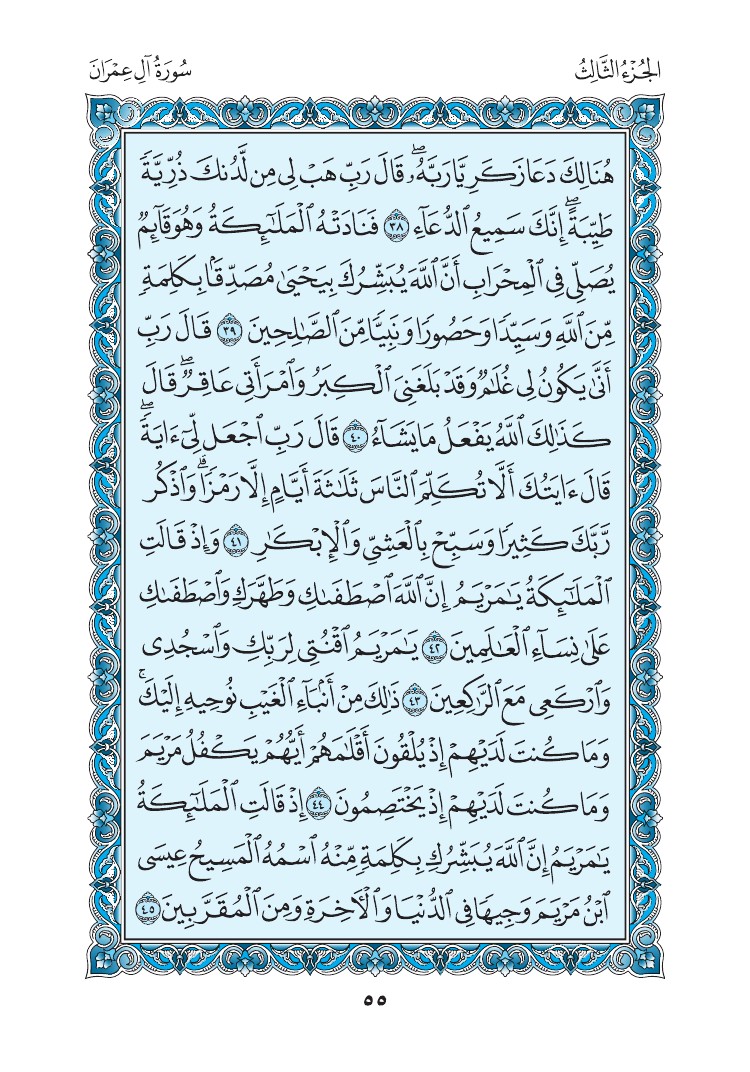 الجُزْءُ الثَّالِثُ
سُورَةُ آلِ عِمْرَانَ
هُنَالِكَ دَعَا زَكَرِيَّا رَبَّهُۥۖ قَالَ رَبِّ هَبۡ لِي مِن لَّدُنكَ ذُرِّيَّةٗ
طَيِّبَةًۖ إِنَّكَ سَمِيعُ ٱلدُّعَآءِ ٣٨ فَنَادَتۡهُ ٱلۡمَلَٰٓئِكَةُ وَهُوَ قَآئِمٞ
يُصَلِّي فِي ٱلۡمِحۡرَابِ أَنَّ ٱللَّهَ يُبَشِّرُكَ بِيَحۡيَىٰ مُصَدِّقَۢا بِكَلِمَةٖ
مِّنَ ٱللَّهِ وَسَيِّدٗا وَحَصُورٗا وَنَبِيّٗا مِّنَ ٱلصَّٰلِحِينَ ٣٩ قَالَ رَبِّ
أَنَّىٰ يَكُونُ لِي غُلَٰمٞ وَقَدۡ بَلَغَنِيَ ٱلۡكِبَرُ وَٱمۡرَأَتِي عَاقِرٞۖ قَالَ
كَذَٰلِكَ ٱللَّهُ يَفۡعَلُ مَا يَشَآءُ ٤٠ قَالَ رَبِّ ٱجۡعَل لِّيٓ ءَايَةٗۖ
قَالَ ءَايَتُكَ أَلَّا تُكَلِّمَ ٱلنَّاسَ ثَلَٰثَةَ أَيَّامٍ إِلَّا رَمۡزٗاۗ وَٱذۡكُر
رَّبَّكَ كَثِيرٗا وَسَبِّحۡ بِٱلۡعَشِيِّ وَٱلۡإِبۡكَٰرِ ٤١ وَإِذۡ قَالَتِ
ٱلۡمَلَٰٓئِكَةُ يَٰمَرۡيَمُ إِنَّ ٱللَّهَ ٱصۡطَفَىٰكِ وَطَهَّرَكِ وَٱصۡطَفَىٰكِ
عَلَىٰ نِسَآءِ ٱلۡعَٰلَمِينَ ٤٢ يَٰمَرۡيَمُ ٱقۡنُتِي لِرَبِّكِ وَٱسۡجُدِي
وَٱرۡكَعِي مَعَ ٱلرَّٰكِعِينَ ٤٣ ذَٰلِكَ مِنۡ أَنۢبَآءِ ٱلۡغَيۡبِ نُوحِيهِ إِلَيۡكَۚ
وَمَا كُنتَ لَدَيۡهِمۡ إِذۡ يُلۡقُونَ أَقۡلَٰمَهُمۡ أَيُّهُمۡ يَكۡفُلُ مَرۡيَمَ
وَمَا كُنتَ لَدَيۡهِمۡ إِذۡ يَخۡتَصِمُونَ ٤٤ إِذۡ قَالَتِ ٱلۡمَلَٰٓئِكَةُ
يَٰمَرۡيَمُ إِنَّ ٱللَّهَ يُبَشِّرُكِ بِكَلِمَةٖ مِّنۡهُ ٱسۡمُهُ ٱلۡمَسِيحُ عِيسَى
ٱبۡنُ مَرۡيَمَ وَجِيهٗا فِي ٱلدُّنۡيَا وَٱلۡأٓخِرَةِ وَمِنَ ٱلۡمُقَرَّبِينَ ٤٥
٥٥